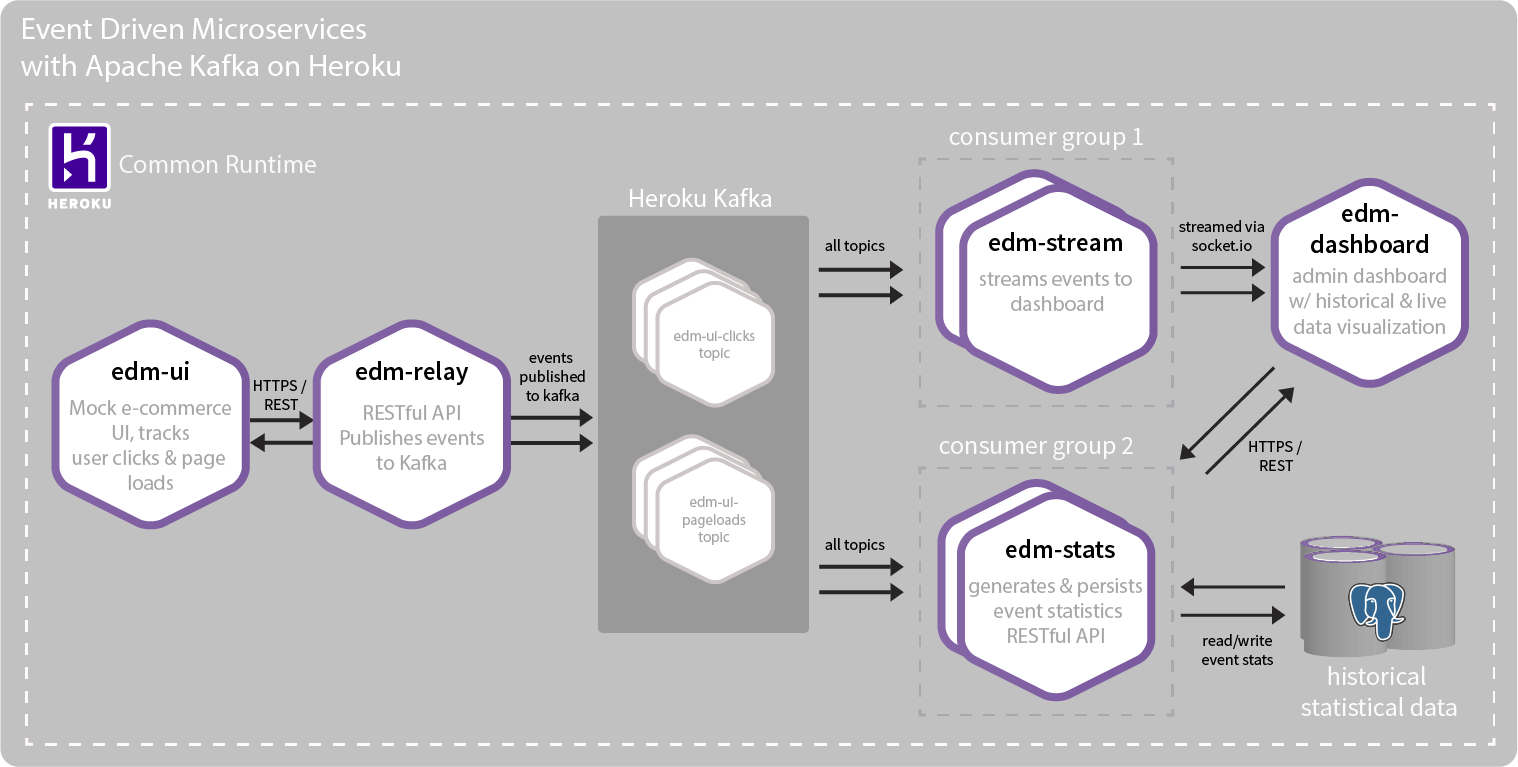 Event Driven Microservices
with Apache Kafka on Heroku
HEROKU
Common Runtime
edm-ui
Mock e-commerce
UI, tracks
user clicks & page
loads
HTTPS /
REST
edm-relay
RESTful API
Publishes events
to Kafka
events
published
to kafka
Heroku Kafka
edm-ui-clicks
topic
edm-ui-
pageloads
topic
all topics
all topics
consumer group 1
edm-stream
streams events to
dashboard
streamed via
socket.io
edm-
dashboard
admin dashboard
w/ historical & live
data visualization
HTTPS /
REST
consumer group 2
edm-stats
generates & persists
event statistics
RESTful API
read/write
event stats
historical
statistical data